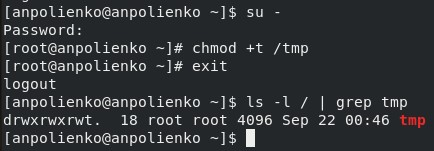 [anpolienko@anpolienko ~]$ su -
Password:
[root@anpolienko ~]# chmod +t /tmp
[root@anpolienko ~]# exit
logout
[anpolienko@anpolienko ~]$ ls -l / | grep tmp
drwxrwxrwt.  18 root root 4096 Sep 22 00:46 tmp
[anpolienko@anpolienko ~]$